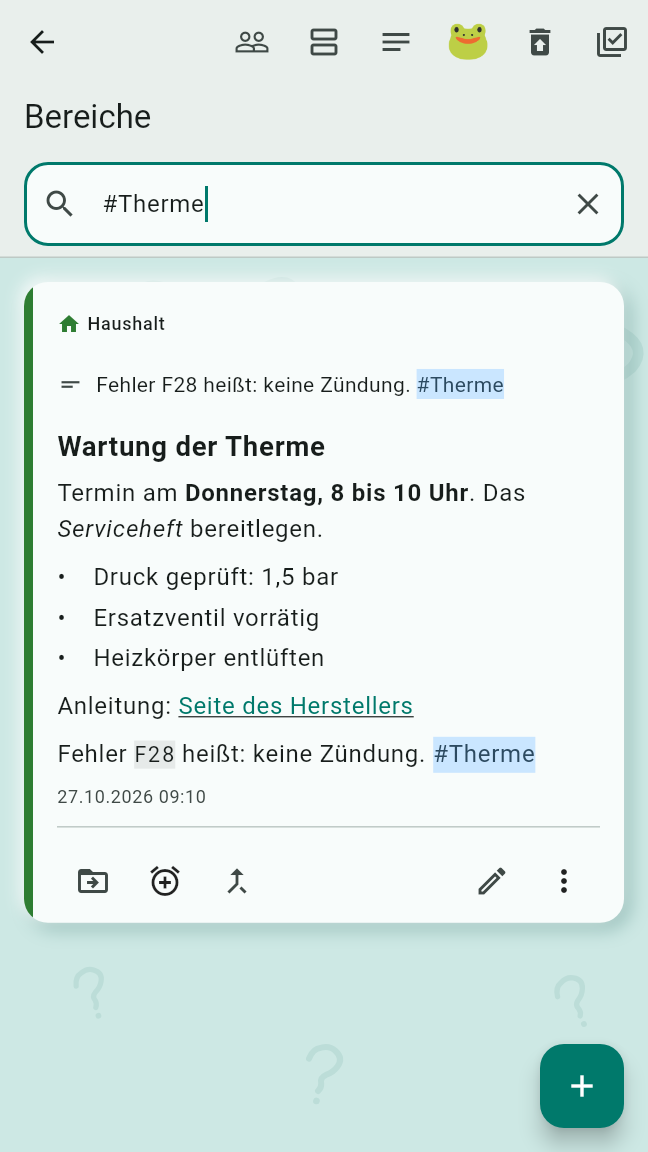 Bereiche
#Therme
Haushalt
Fehler F28 heißt: keine Zündung. #Therme
Wartung der Therme
Termin am Donnerstag, 8 bis 10 Uhr. Das
Serviceheft bereitlegen.
• Druck geprüft: 1,5 bar
• Ersatzventil vorrätig
• Heizkörper entlüften
Anleitung: Seite des Herstellers
Fehler F28 heißt: keine Zündung. #Therme
27.10.2026 09:10